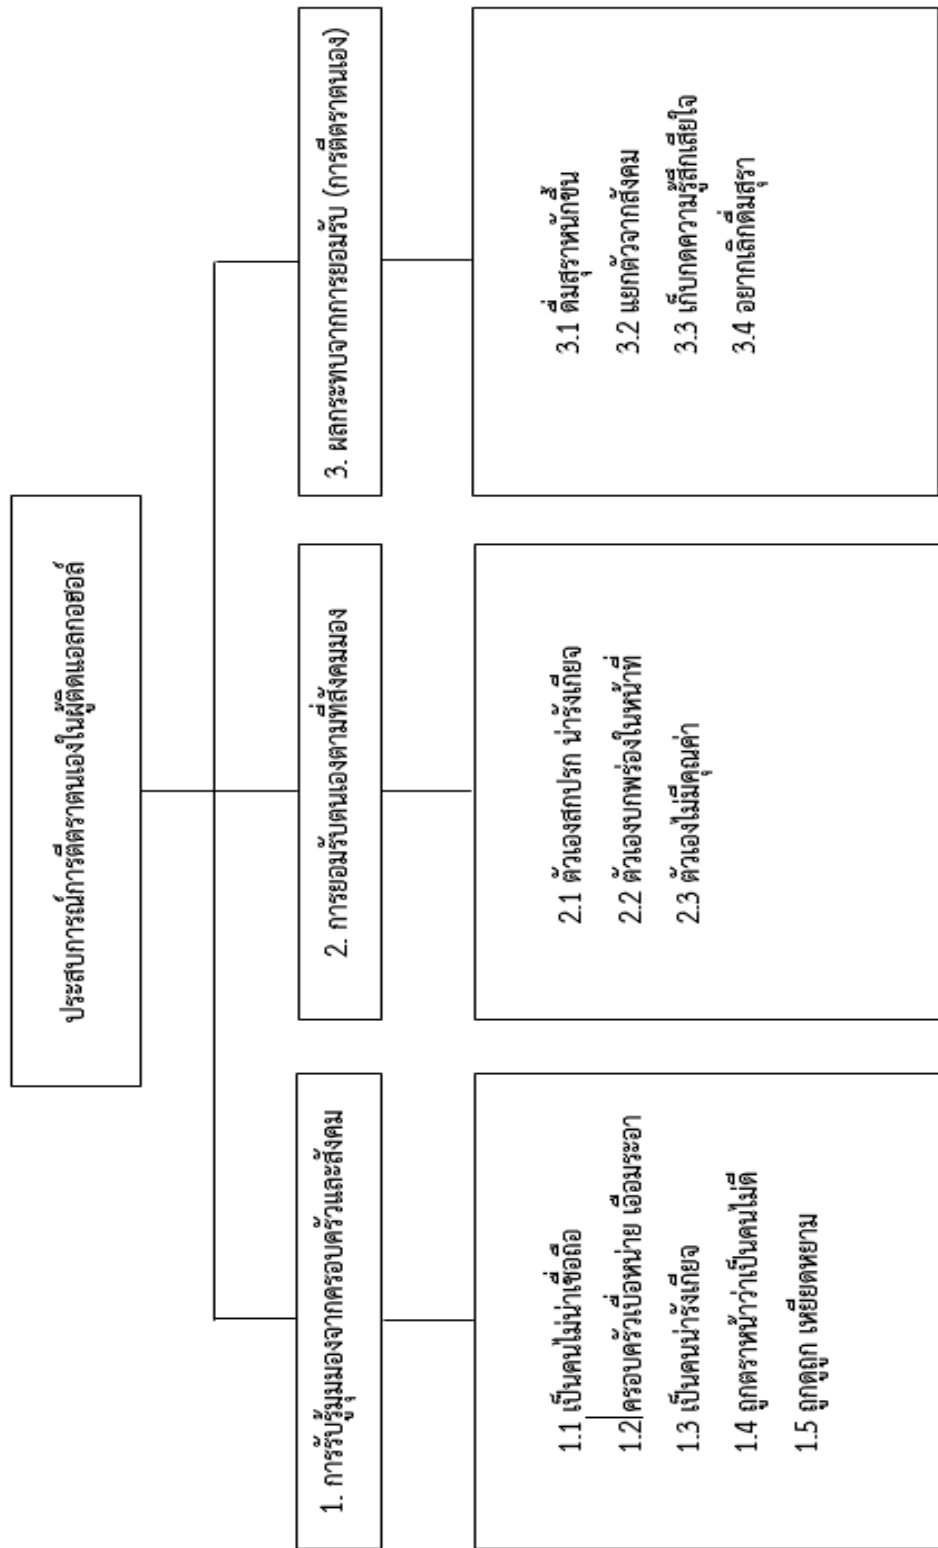 ประสบการณ์การตีตราตนเองในผู้ติดแอลกอฮอล์
1. การรับรู้มุมมองจากครอบครัวและสังคม
1.1 เป็นคนไม่น่าเชื่อถือ
1.2 ครอบครัวเบื่อหน่าย เอือมระอา
1.3 เป็นคนน่ารังเกียจ
1.4 ถูกตราหน้าว่าเป็นคนไม่ดี
1.5 ถูกดูถูก เหยียดหยาม
2. การยอมรับตนเองตามที่สังคมมอง
2.1 ตัวเองสกปรก น่ารังเกียจ
2.2 ตัวเองบกพร่องในหน้าที่
2.3 ตัวเองไม่มีคุณค่า
3. ผลกระทบจากการยอมรับ (การตีตราตนเอง)
3.1 ดื่มสุราหนักขึ้น
3.2 แยกตัวจากสังคม
3.3 เก็บกดความรู้สึกเสียใจ
3.4 อยากเลิกดื่มสุรา